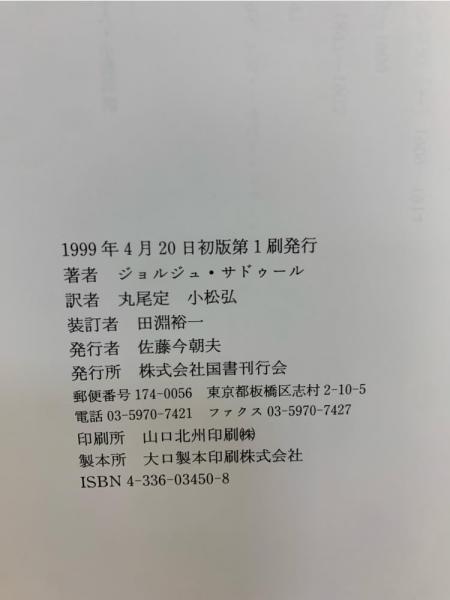 1999年4月20日初版第1刷発行
著者　ジョルジュ・サドゥール
訳者　丸尾定　小松弘
装訂者　田淵裕一
発行者　佐藤今朝夫
発行所　株式会社国書刊行会
郵便番号174-0056　東京都板橋区志村2-10-5
電話03-5970-7421　ファクス03-5970-7427
印刷所　山口北州印刷㈱
製本所　大口製本印刷株式会社
ISBN 4-336-03450-8